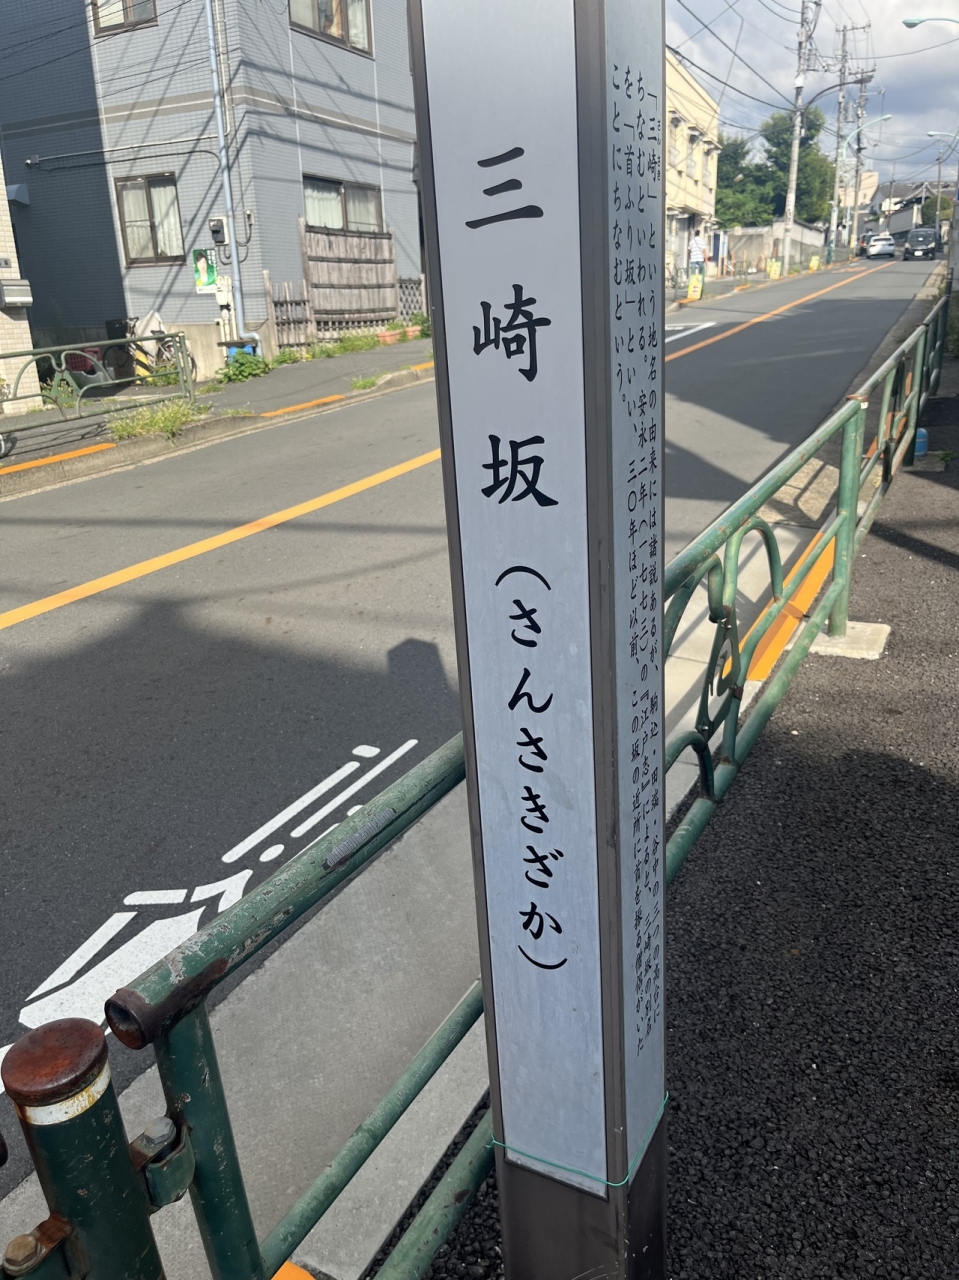 三崎坂(さんさきざか)
「三崎」という地名の由来には諸説あるが、駒込・田端・谷中の三つの高台に
ちなむといわれる。安永二年(一七七三)の『江戸志』によると、三崎坂の別名
を「首ふり坂」といい、三〇年ほど以前、この坂の近所に首を振る僧侶がいた
ことにちなむという。